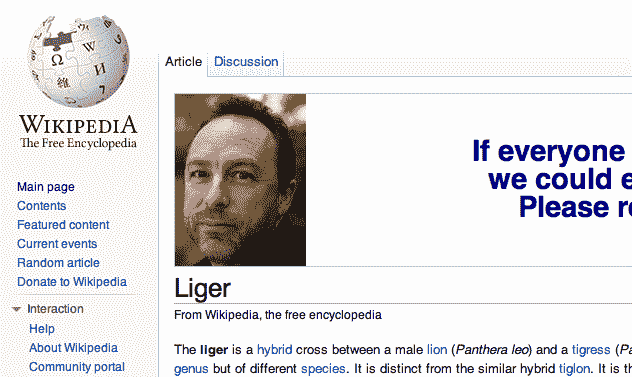 WIKIPEDIA
The Free Encyclopedia
Main page
Contents
Featured content
Current events
Random article
Donate to Wikipedia
Interaction
Help
About Wikipedia
Community portal
Article Discussion
If everyone
we could e
Please re
Liger
From Wikipedia, the free encyclopedia
The liger is a hybrid cross between a male lion (Panthera leo) and a tigress (Pa
genus but of different species. It is distinct from the similar hybrid tiglon. It is th